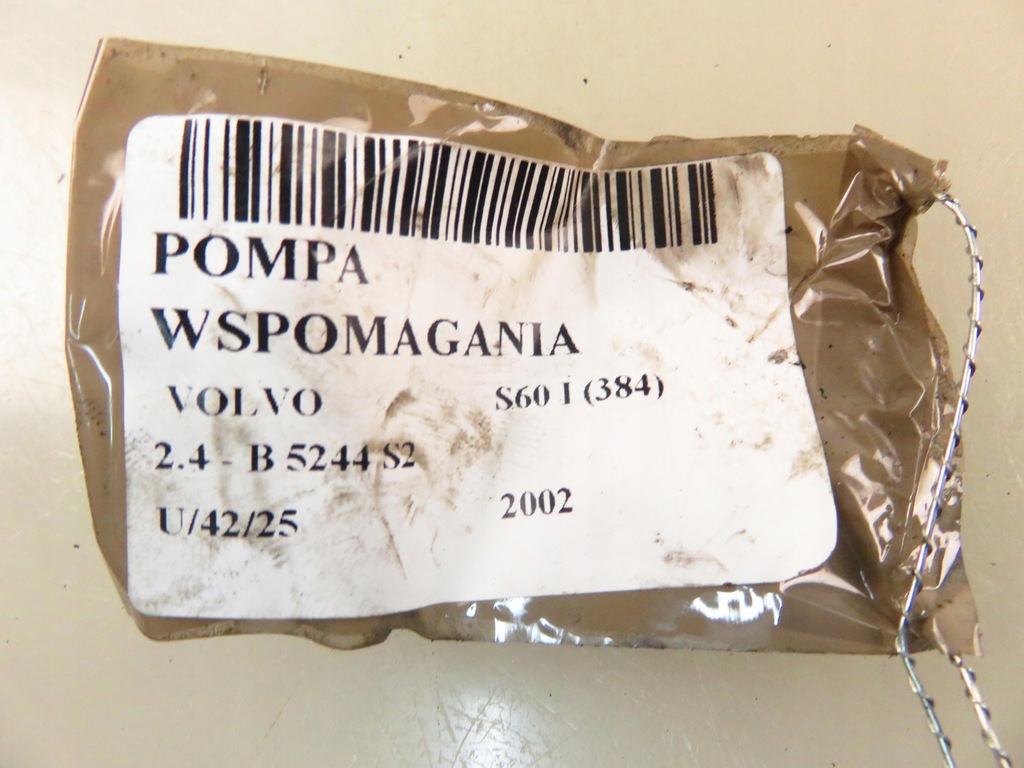 POMPA
WSPOMAGANIA
VOLVO S60 I (384)
2.4 - B 5244 S2
U/42/25 2002